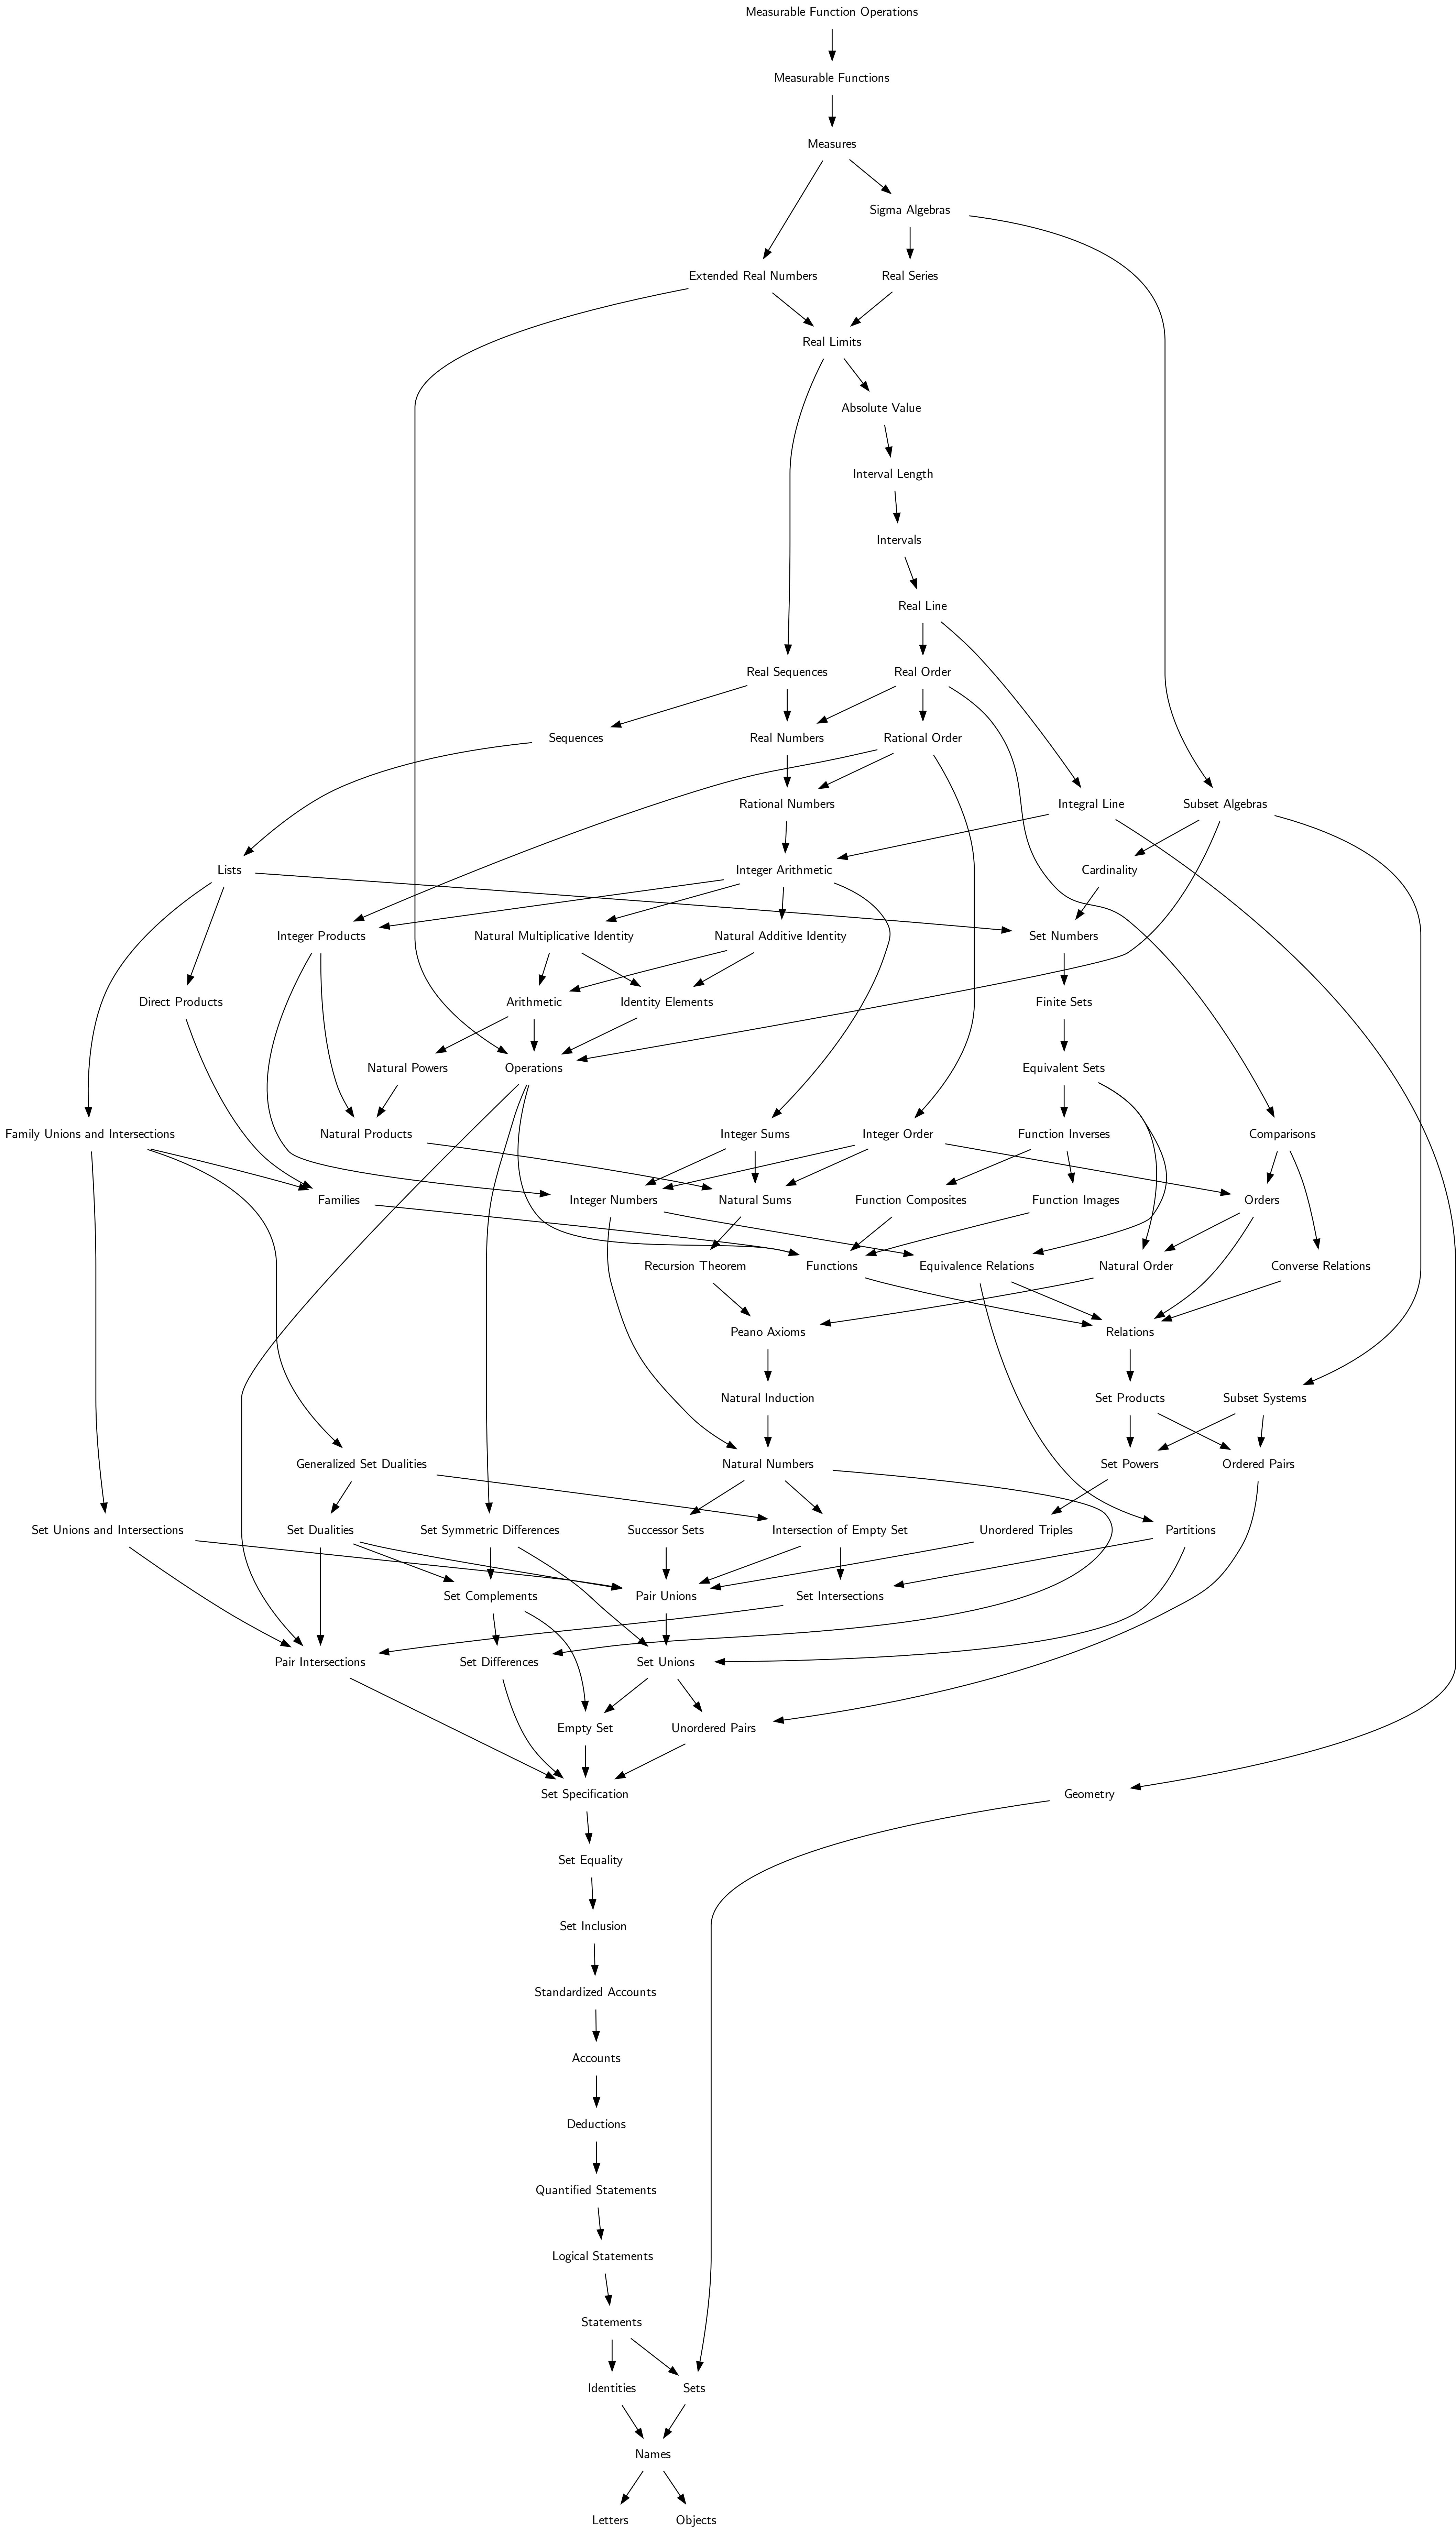 Measurable Function Operations
Measurable Functions
Measures
Sigma Algebras
Extended Real Numbers
Real Series
Real Limits
Absolute Value
Interval Length
Intervals
Real Line
Real Sequences
Real Order
Sequences
Real Numbers
Rational Order
Rational Numbers
Integral Line
Subset Algebras
Lists
Integer Arithmetic
Cardinality
Integer Products
Natural Multiplicative Identity
Natural Additive Identity
Set Numbers
Direct Products
Arithmetic
Identity Elements
Finite Sets
Natural Powers
Operations
Equivalent Sets
Family Unions and Intersections
Natural Products
Integer Sums
Integer Order
Function Inverses
Comparisons
Families
Integer Numbers
Natural Sums
Function Composites
Function Images
Orders
Recursion Theorem
Functions
Equivalence Relations
Natural Order
Converse Relations
Peano Axioms
Relations
Natural Induction
Set Products
Subset Systems
Generalized Set Dualities
Natural Numbers
Set Powers
Ordered Pairs
Set Unions and Intersections
Set Dualities
Set Symmetric Differences
Successor Sets
Intersection of Empty Set
Unordered Triples
Partitions
Set Complements
Pair Unions
Set Intersections
Pair Intersections
Set Differences
Set Unions
Empty Set
Unordered Pairs
Set Specification
Geometry
Set Equality
Set Inclusion
Standardized Accounts
Accounts
Deductions
Quantified Statements
Logical Statements
Statements
Identities
Sets
Names
Letters
Objects